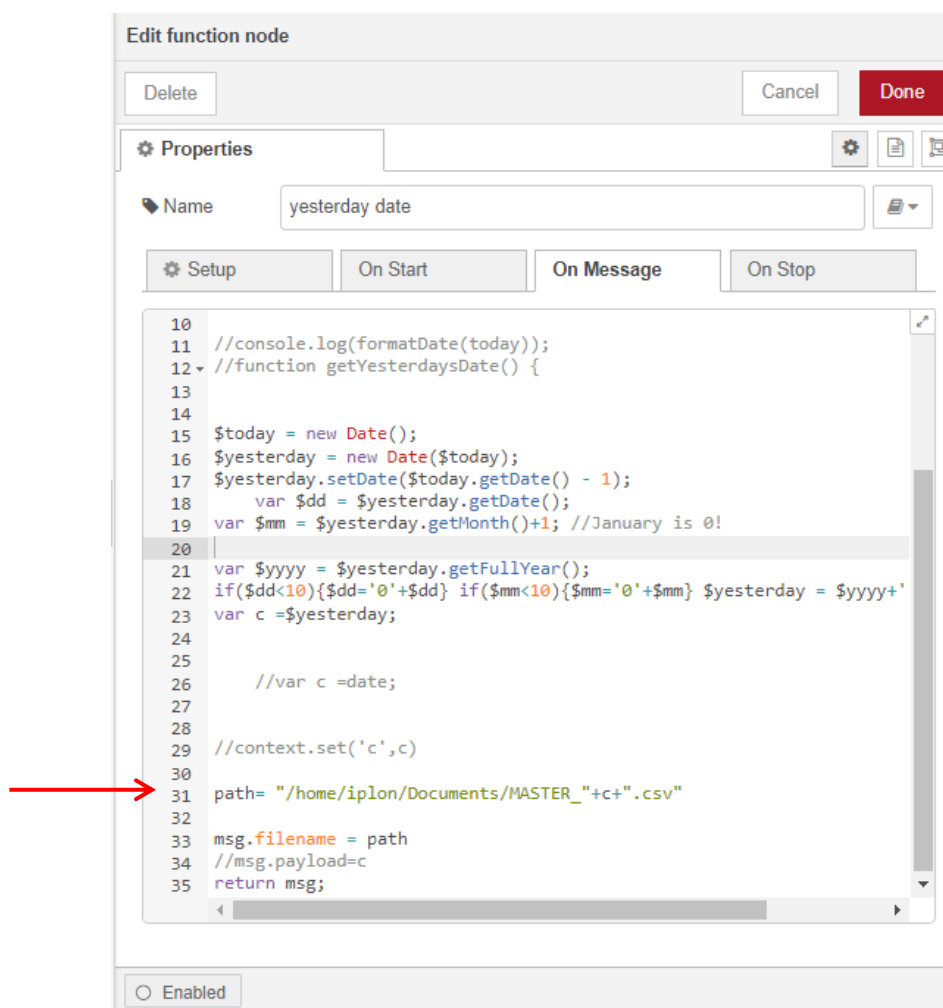 Edit function node
Delete
Cancel
Done
Properties
Name
yesterday date
Setup
On Start
On Message
On Stop
10
11 //console.log(formatDate(today));
12 //function getYesterdaysDate() {
13
14
15 $today = new Date();
16 $yesterday = new Date($today);
17 $yesterday.setDate($today.getDate() - 1);
18     var $dd = $yesterday.getDate();
19 var $mm = $yesterday.getMonth()+1; //January is 0!
20
21 var $yyyy = $yesterday.getFullYear();
22 if($dd<10){$dd='0'+$dd} if($mm<10){$mm='0'+$mm} $yesterday = $yyyy+'
23 var c =$yesterday;
24
25
26     //var c =date;
27
28
29 //context.set('c',c)
30
31 path= "/home/iplon/Documents/MASTER_"+c+".csv"
32
33 msg.filename = path
34 //msg.payload=c
35 return msg;
Enabled